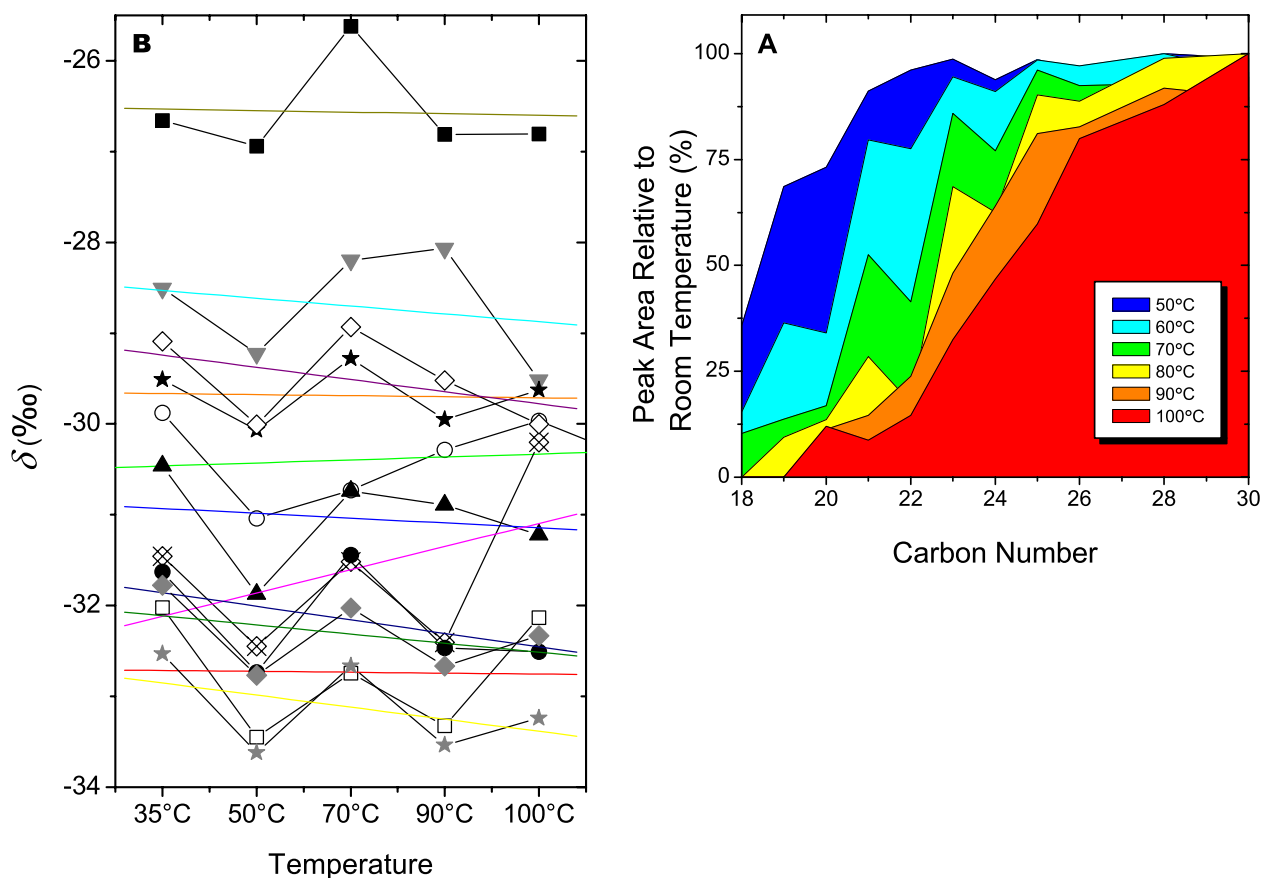 B
-26
-28
-30
-32
-34
δ (‰)
35°C
50°C
70°C
90°C
100°C
Temperature
A
100
75
50
25
0
Peak Area Relative to
Room Temperature (%)
18
20
22
24
26
28
30
Carbon Number
50°C
60°C
70°C
80°C
90°C
100°C